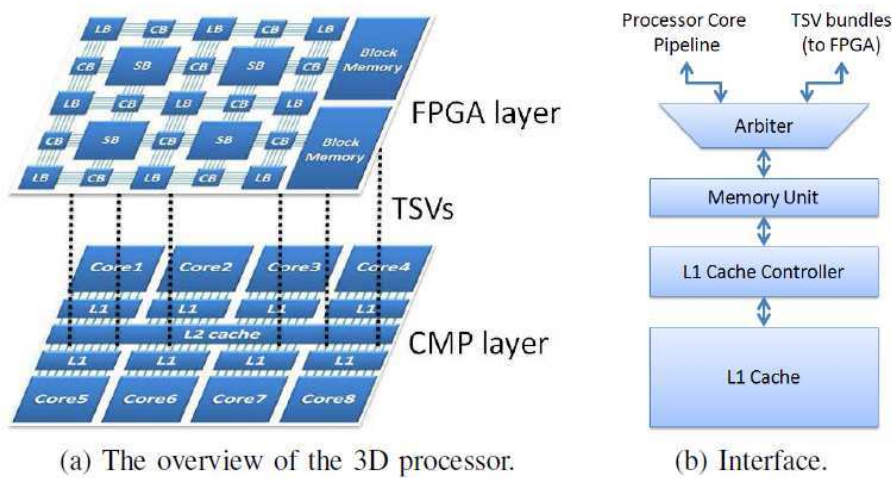 LB CB LB CB LB
Block
Memory
CB SB CB SB CB
LB CB LB CB LB
CB SB CB SB CB
Block
Memory
LB CB LB CB LB
FPGA layer
TSVs
Core1 Core2 Core3 Core4
L1 L1 L1 L1
L2 cache
L1 L1 L1 L1
Core5 Core6 Core7 Core8
CMP layer
(a) The overview of the 3D processor.
Processor Core
Pipeline
TSV bundles
(to FPGA)
Arbiter
Memory Unit
L1 Cache Controller
L1 Cache
(b) Interface.